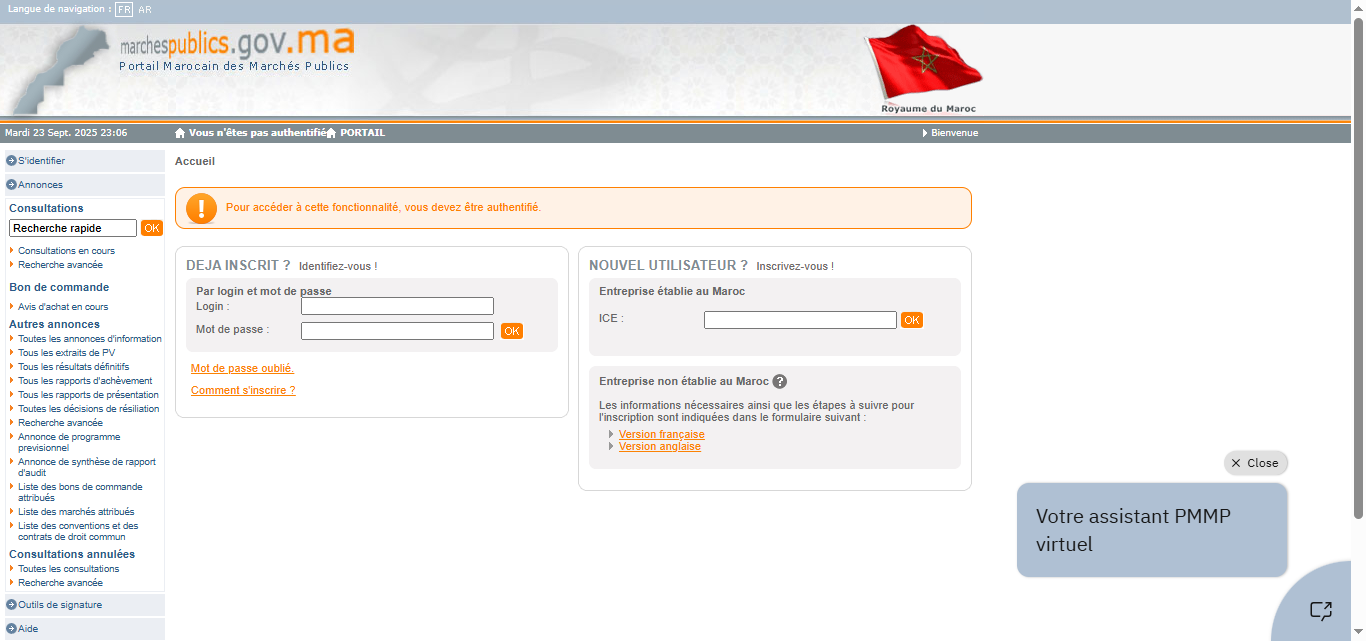 Langue de navigation : FR AR
marchespublics.gov.ma
Portail Marocain des Marchés Publics
Royaume du Maroc
Mardi 23 Sept. 2025 23:06
Vous n'êtes pas authentifié
PORTAIL
Bienvenue
S'identifier
Annonces
Consultations
Recherche rapide OK
Consultations en cours
Recherche avancée
Bon de commande
Avis d'achat en cours
Autres annonces
Toutes les annonces d'information
Tous les extraits de PV
Tous les résultats définitifs
Tous les rapports d'achèvement
Tous les rapports de présentation
Toutes les décisions de résiliation
Recherche avancée
Annonce de programme
previsionnel
Annonce de synthèse de rapport
d'audit
Liste des bons de commande
attribués
Liste des marchés attribués
Liste des conventions et des
contrats de droit commun
Consultations annulées
Toutes les consultations
Recherche avancée
Outils de signature
Aide
Accueil
Pour accéder à cette fonctionnalité, vous devez être authentifié.
DEJA INSCRIT ? Identifiez-vous !
Par login et mot de passe
Login :
Mot de passe : OK
Mot de passe oublié.
Comment s'inscrire ?
NOUVEL UTILISATEUR ? Inscrivez-vous !
Entreprise établie au Maroc
ICE : OK
Entreprise non établie au Maroc ?
Les informations nécessaires ainsi que les étapes à suivre pour
l'inscription sont indiquées dans le formulaire suivant :
Version française
Version anglaise
Close
Votre assistant PMMP
virtuel